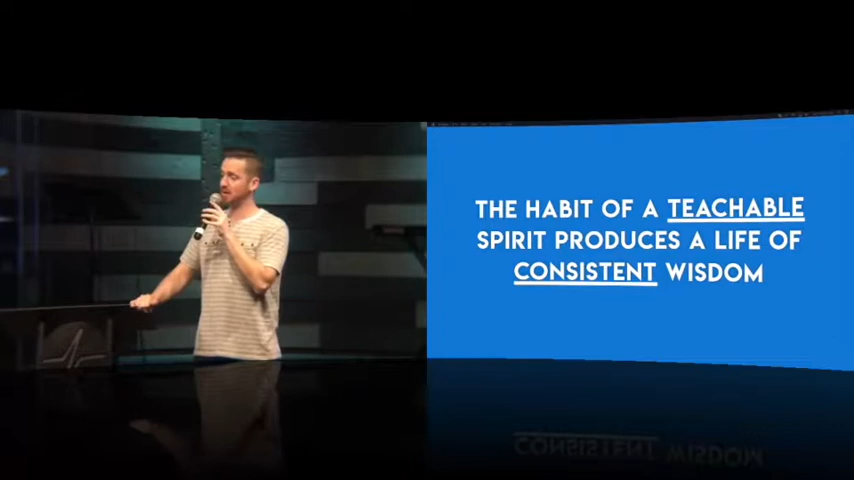 THE HABIT OF A TEACHABLE
SPIRIT PRODUCES A LIFE OF
CONSISTENT WISDOM